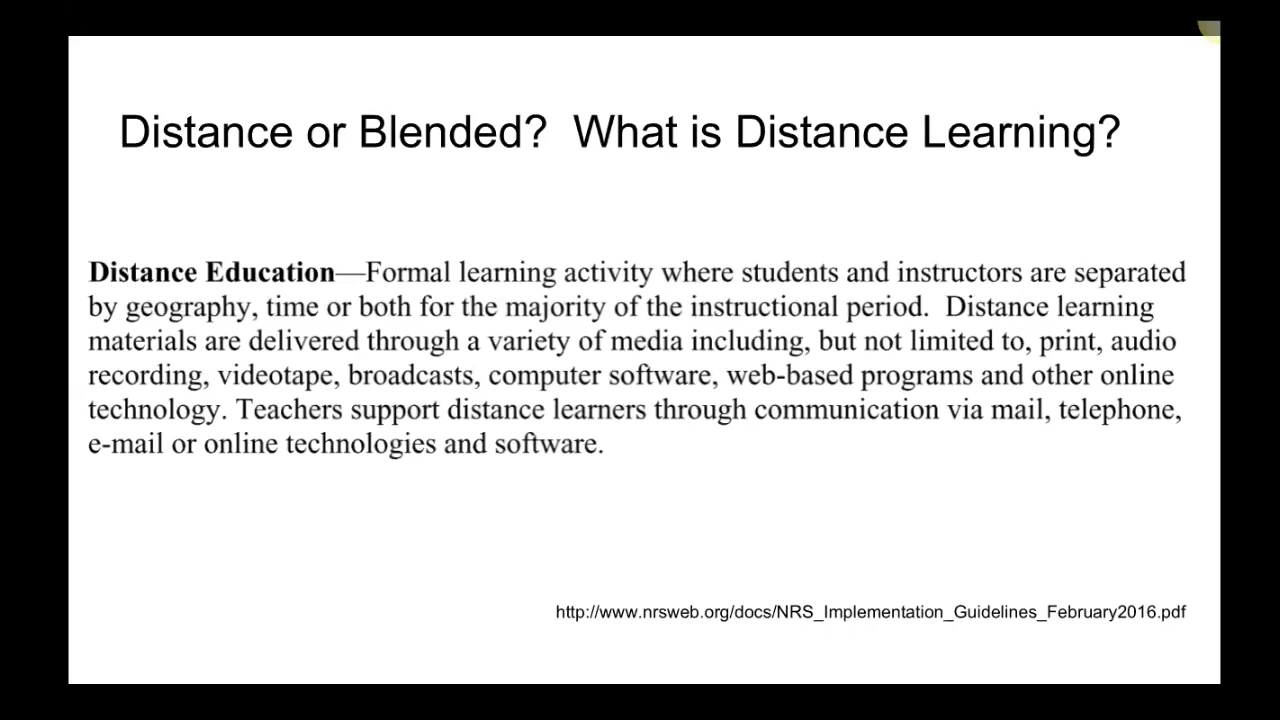 Distance or Blended?  What is Distance Learning?
Distance Education—Formal learning activity where students and instructors are separated
by geography, time or both for the majority of the instructional period.  Distance learning
materials are delivered through a variety of media including, but not limited to, print, audio
recording, videotape, broadcasts, computer software, web-based programs and other online
technology. Teachers support distance learners through communication via mail, telephone,
e-mail or online technologies and software.
http://www.nrsweb.org/docs/NRS_Implementation_Guidelines_February2016.pdf